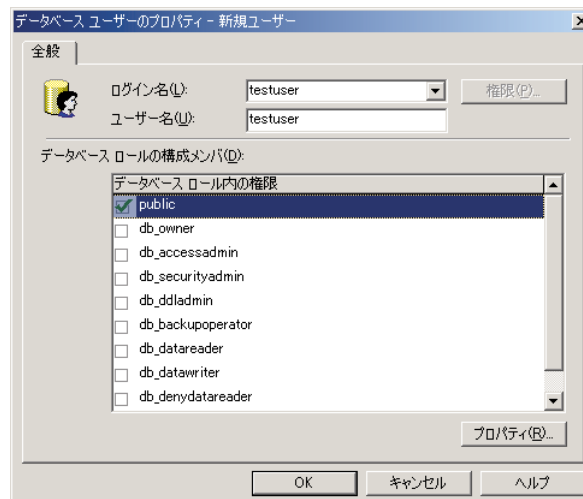 データベース ユーザーのプロパティ - 新規ユーザー
全般
ログイン名(L): testuser 権限(P)...
ユーザー名(U): testuser
データベース ロールの構成メンバ(D):
データベース ロール内の権限
public
db_owner
db_accessadmin
db_securityadmin
db_ddladmin
db_backupoperator
db_datareader
db_datawriter
db_denydatareader
プロパティ(R)...
OK キャンセル ヘルプ